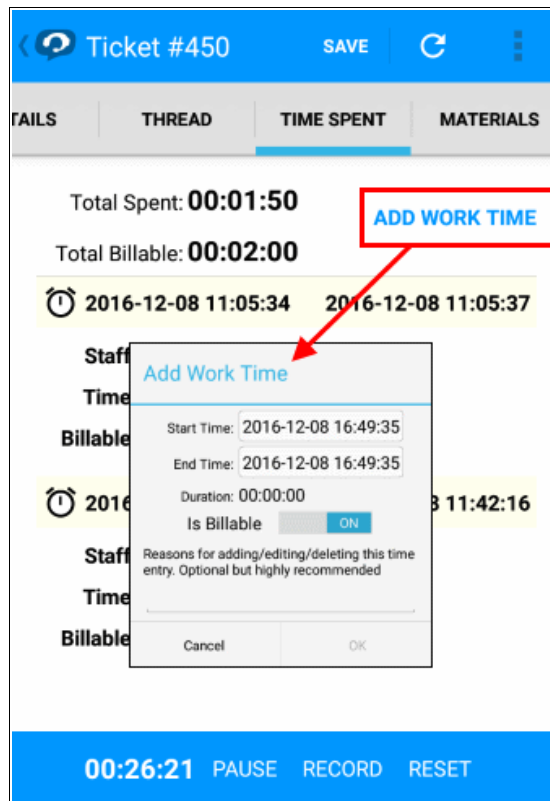 Ticket #450 SAVE
TAILS THREAD TIME SPENT MATERIALS
Total Spent: 00:01:50
ADD WORK TIME
Total Billable: 00:02:00
2016-12-08 11:05:34 2016-12-08 11:05:37
Staff
Time
Billable
Add Work Time
Start Time: 2016-12-08 16:49:35
End Time: 2016-12-08 16:49:35
Duration: 00:00:00
Is Billable ON
Reasons for adding/editing/deleting this time
entry. Optional but highly recommended
Cancel OK
2016 8 11:42:16
Staff
Time
Billable
00:26:21 PAUSE RECORD RESET